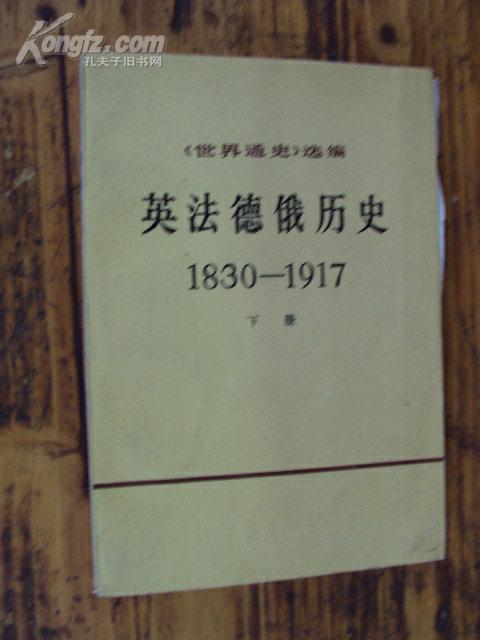 Kongfz.com
孔夫子旧书网
《世界通史》选编
英法德俄历史
1830—1917
下册